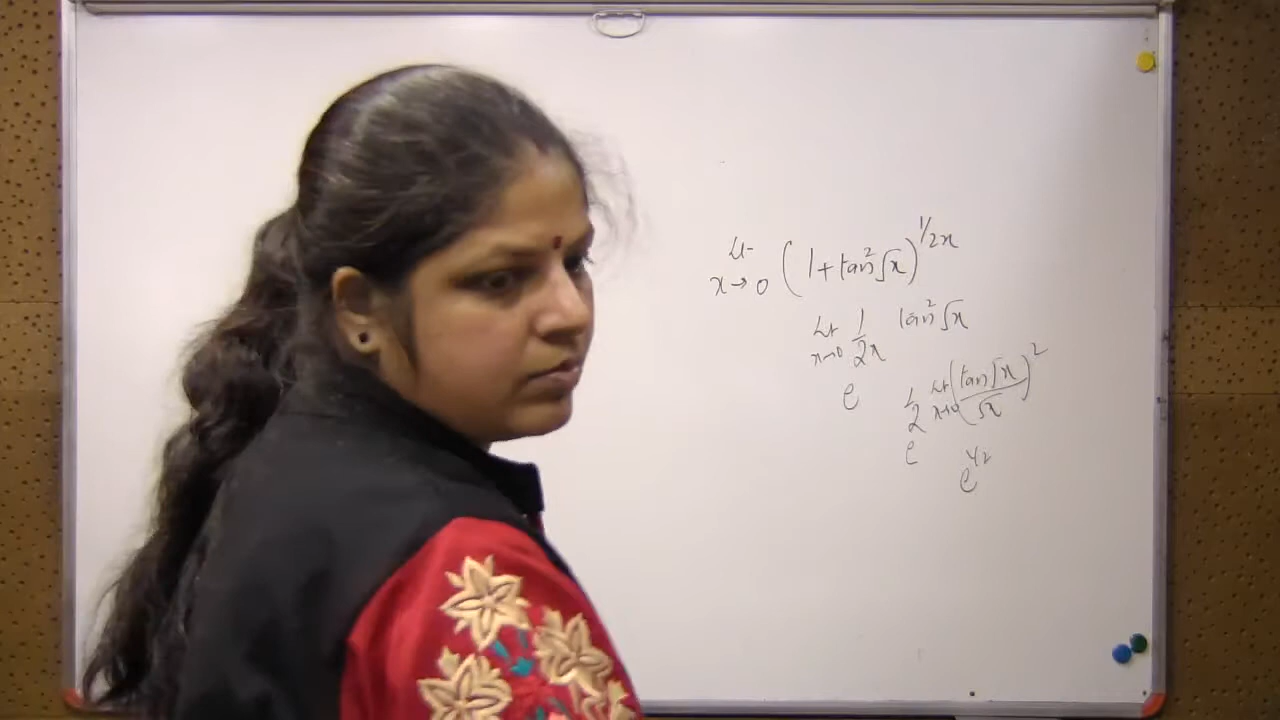 Lt x→0 (1+tan²√x)^1/2x
Lt x→0 1/2x tan²√x
e
1/2 Lt x→0 (tan√x/√x)²
e
e^1/2